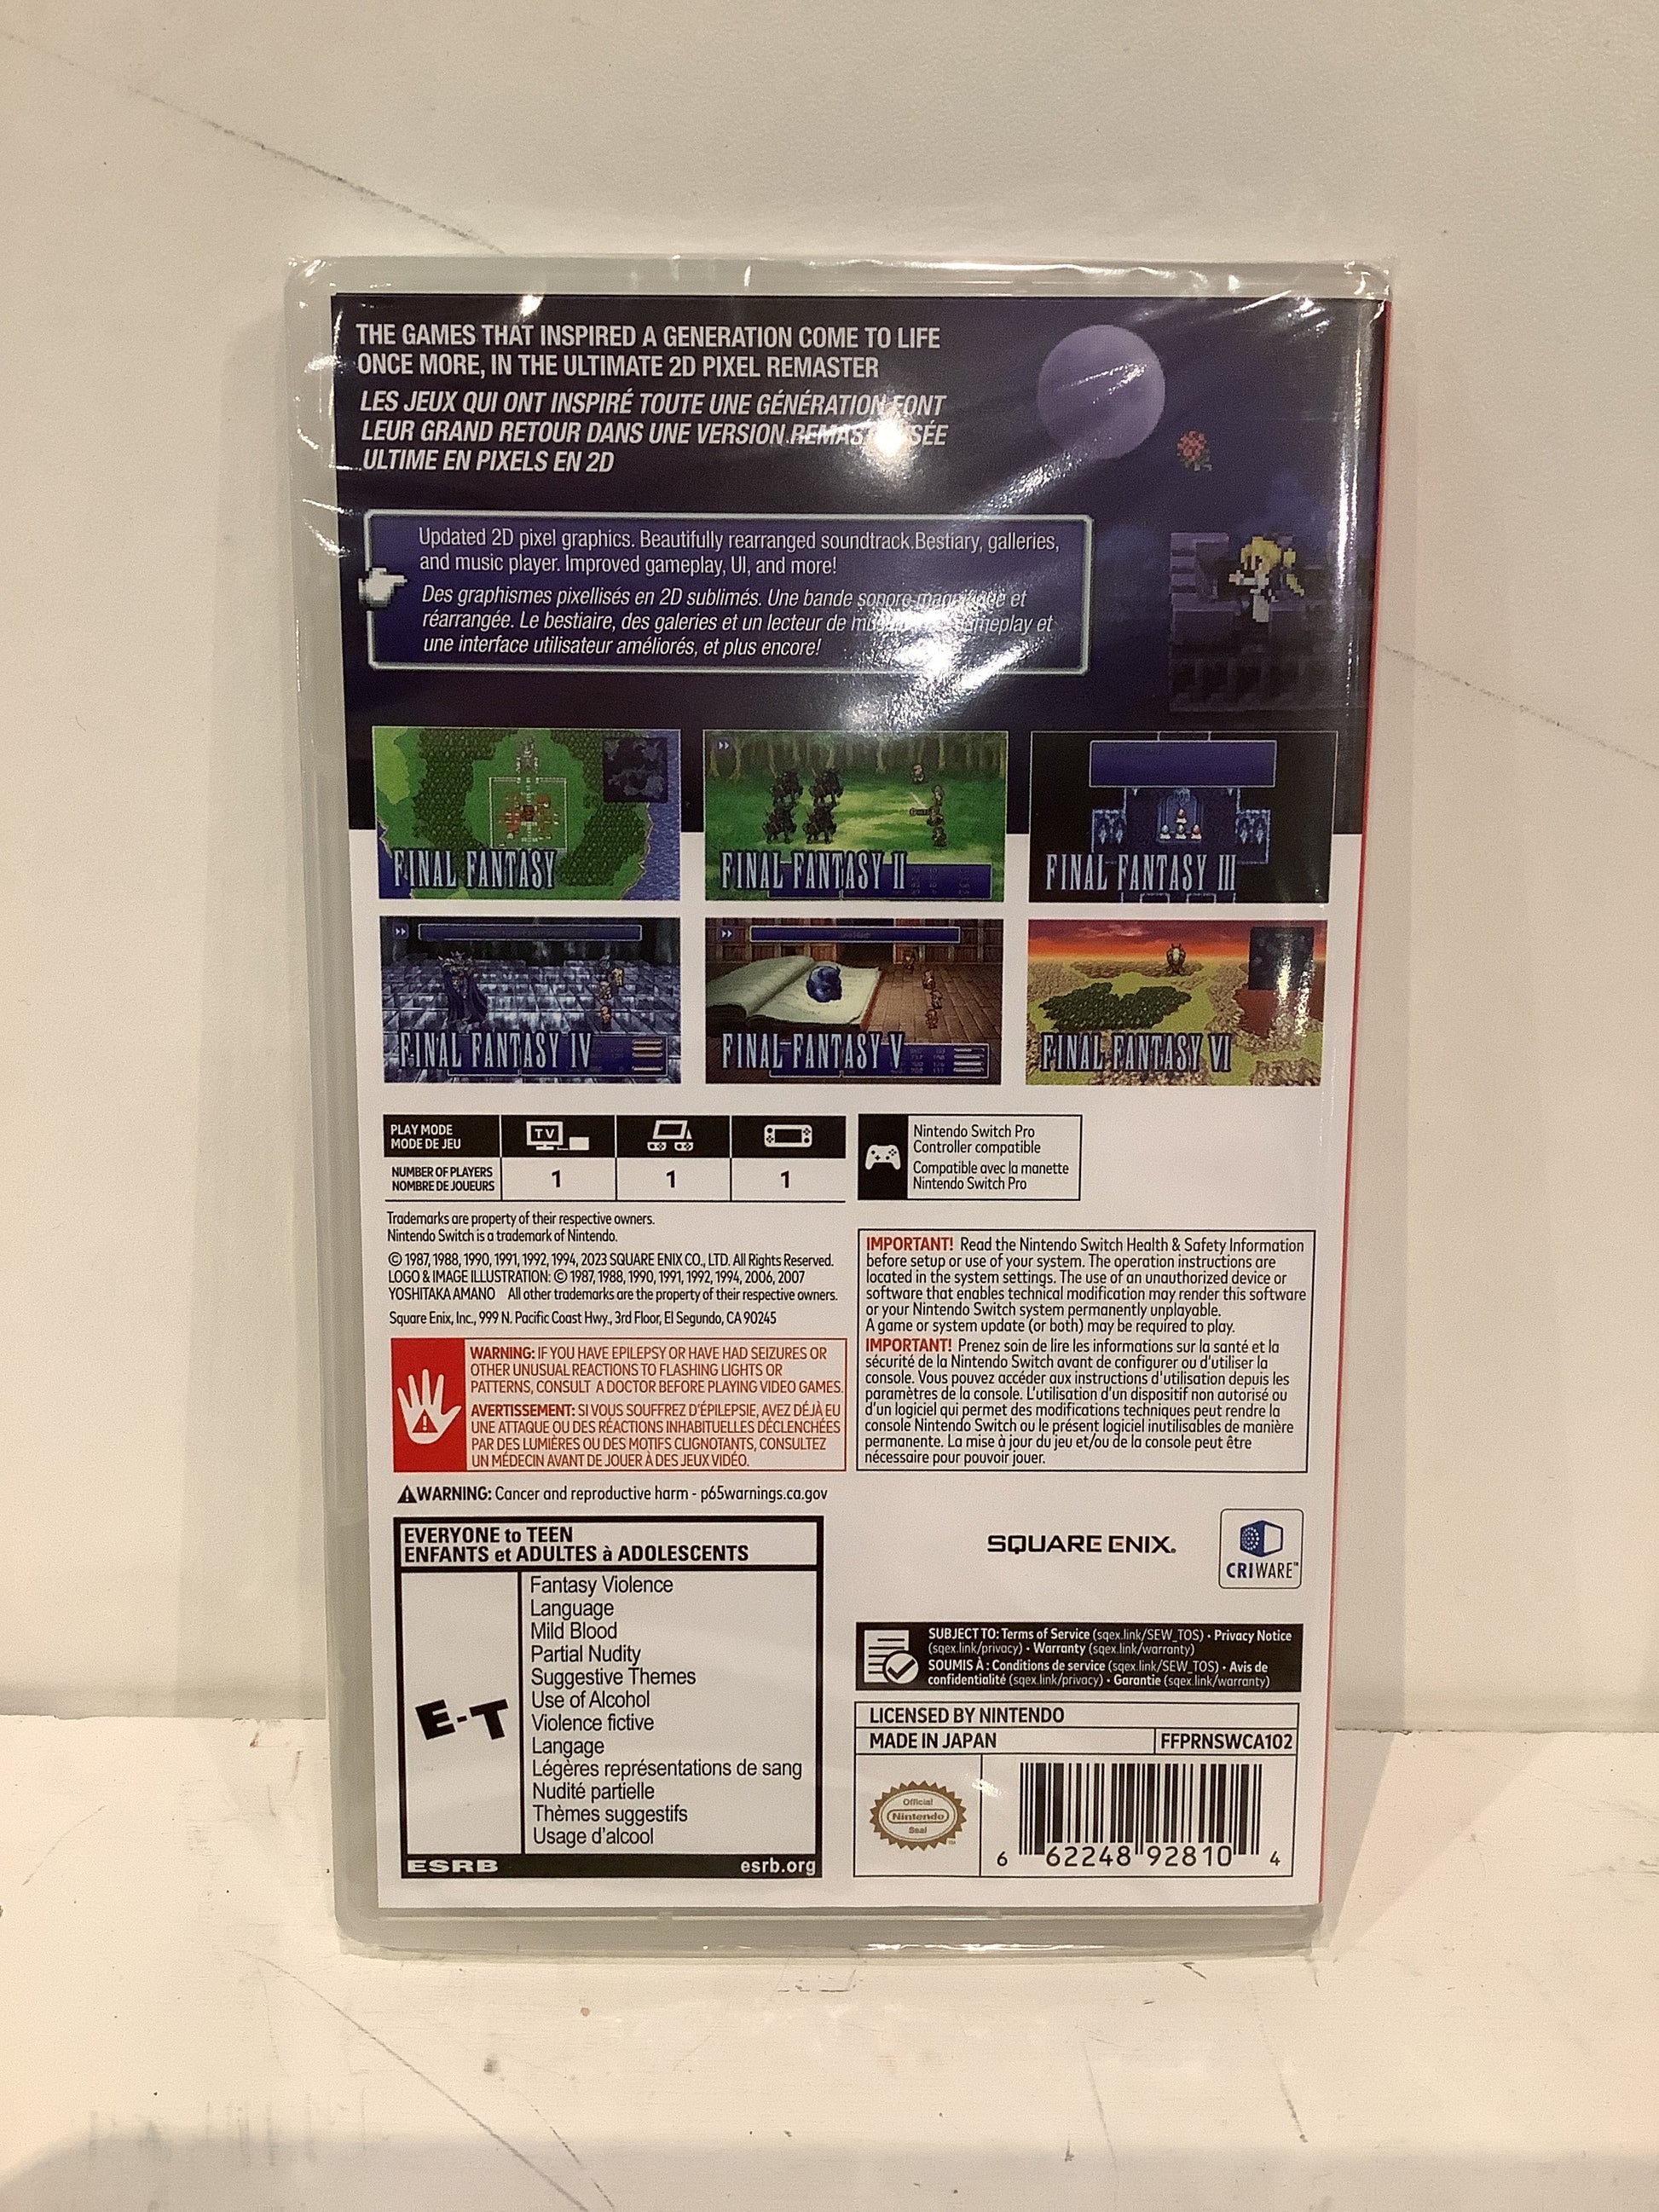 THE GAMES THAT INSPIRED A GENERATION COME TO LIFE
ONCE MORE, IN THE ULTIMATE 2D PIXEL REMASTER
LES JEUX QUI ONT INSPIRÉ TOUTE UNE GÉNÉRATION FONT
LEUR GRAND RETOUR DANS UNE VERSION
ULTIME EN PIXELS EN 2D
Updated 2D pixel graphics. Beautifully rearranged soundtrack.Bestiary, galleries,
and music player. Improved gameplay, UI, and more!
Des graphismes pixellisés en 2D sublimés. Une bande sonore et
réarrangée. Le bestiaire, des galeries et un lecteur de et
une interface utilisateur améliorés, et plus encore!
FINAL FANTASY
FINAL FANTASY II
FINAL FANTASY III
FINAL FANTASY IV
FINAL FANTASY V
FINAL FANTASY VI
PLAY MODE
MODE DE JEU
TV
NUMBER OF PLAYERS
NOMBRE DE JOUEURS
1 1 1
Nintendo Switch Pro
Controller compatible
Compatible avec la manette
Nintendo Switch Pro
Trademarks are property of their respective owners.
Nintendo Switch is a trademark of Nintendo.
© 1987, 1988, 1990, 1991, 1992, 1994, 2023 SQUARE ENIX CO., LTD. All Rights Reserved.
LOGO & IMAGE ILLUSTRATION: © 1987, 1988, 1990, 1991, 1992, 1994, 2006, 2007
YOSHITAKA AMANO All other trademarks are the property of their respective owners.
Square Enix, Inc., 999 N. Pacific Coast Hwy., 3rd Floor, El Segundo, CA 90245
WARNING: IF YOU HAVE EPILEPSY OR HAVE HAD SEIZURES OR
OTHER UNUSUAL REACTIONS TO FLASHING LIGHTS OR
PATTERNS, CONSULT A DOCTOR BEFORE PLAYING VIDEO GAMES.
AVERTISSEMENT: SI VOUS SOUFFREZ D'ÉPILEPSIE, AVEZ DÉJÀ EU
UNE ATTAQUE OU DES RÉACTIONS INHABITUELLES DÉCLENCHÉES
PAR DES LUMIÈRES OU DES MOTIFS CLIGNOTANTS, CONSULTEZ
UN MÉDECIN AVANT DE JOUER À DES JEUX VIDÉO.
WARNING: Cancer and reproductive harm - p65warnings.ca.gov
IMPORTANT! Read the Nintendo Switch Health & Safety Information
before setup or use of your system. The operation instructions are
located in the system settings. The use of an unauthorized device or
software that enables technical modification may render this software
or your Nintendo Switch system permanently unplayable.
A game or system update (or both) may be required to play.
IMPORTANT! Prenez soin de lire les informations sur la santé et la
sécurité de la Nintendo Switch avant de configurer ou d'utiliser la
console. Vous pouvez accéder aux instructions d'utilisation depuis les
paramètres de la console. L'utilisation d'un dispositif non autorisé ou
d'un logiciel qui permet des modifications techniques peut rendre la
console Nintendo Switch ou le présent logiciel inutilisables de manière
permanente. La mise à jour du jeu et/ou de la console peut être
nécessaire pour pouvoir jouer.
EVERYONE to TEEN
ENFANTS et ADULTES à ADOLESCENTS
E-T
Fantasy Violence
Language
Mild Blood
Partial Nudity
Suggestive Themes
Use of Alcohol
Violence fictive
Langage
Légères représentations de sang
Nudité partielle
Thèmes suggestifs
Usage d'alcool
ESRB esrb.org
SQUARE ENIX.
CRIWARE™
SUBJECT TO: Terms of Service (sqex.link/SEW_TOS) • Privacy Notice
(sqex.link/privacy) • Warranty (sqex.link/warranty)
SOUMIS À : Conditions de service (sqex.link/SEW_TOS) • Avis de
confidentialité (sqex.link/privacy) • Garantie (sqex.link/warranty)
LICENSED BY NINTENDO
MADE IN JAPAN FFPRNSWCA102
Official
Nintendo
Seal
6 62248 92810 4